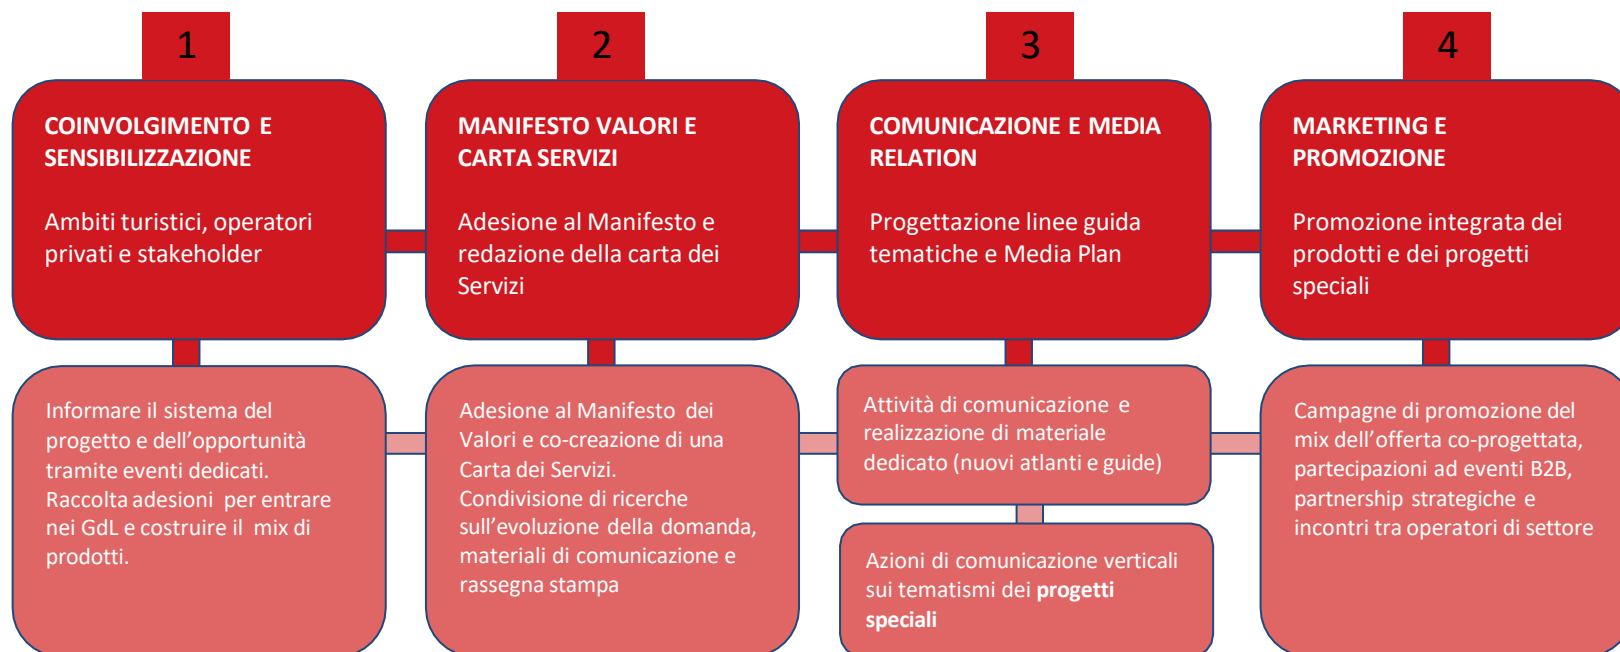 1
COINVOLGIMENTO E
SENSIBILIZZAZIONE
Ambiti turistici, operatori
privati e stakeholder
Informare il sistema del
progetto e dell’opportunità
tramite eventi dedicati.
Raccolta adesioni per entrare
nei GdL e costruire il mix di
prodotti.
2
MANIFESTO VALORI E
CARTA SERVIZI
Adesione al Manifesto e
redazione della carta dei
Servizi
Adesione al Manifesto dei
Valori e co-creazione di una
Carta dei Servizi.
Condivisione di ricerche
sull’evoluzione della domanda,
materiali di comunicazione e
rassegna stampa
3
COMUNICAZIONE E MEDIA
RELATION
Progettazione linee guida
tematiche e Media Plan
Attività di comunicazione e
realizzazione di materiale
dedicato (nuovi atlanti e guide)
Azioni di comunicazione verticali
sui tematismi dei progetti
speciali
4
MARKETING E
PROMOZIONE
Promozione integrata dei
prodotti e dei progetti
speciali
Campagne di promozione del
mix dell’offerta co-progettata,
partecipazioni ad eventi B2B,
partnership strategiche e
incontri tra operatori di settore